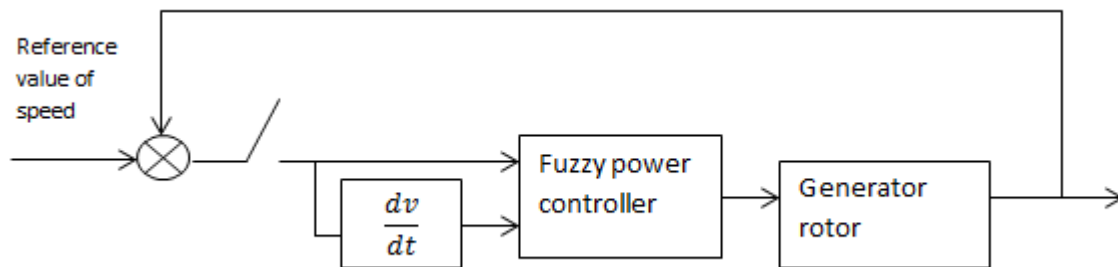 Reference
value of
speed
Fuzzy power
controller
Generator
rotor
dv
dt